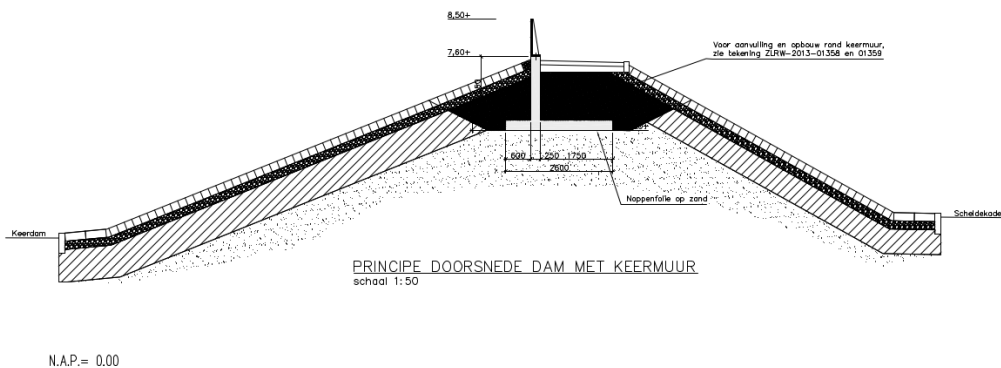 8,50+
7,60+
Voor aanvulling en opbouw rond keermuur,
zie tekening ZLRW-2013-01358 en 01359
600 250 1750
2600
Noppenfolie op zand
Keerdam
Scheldekade
PRINCIPE DOORSNEDE DAM MET KEERMUUR
schaal 1:50
N.A.P.= 0.00